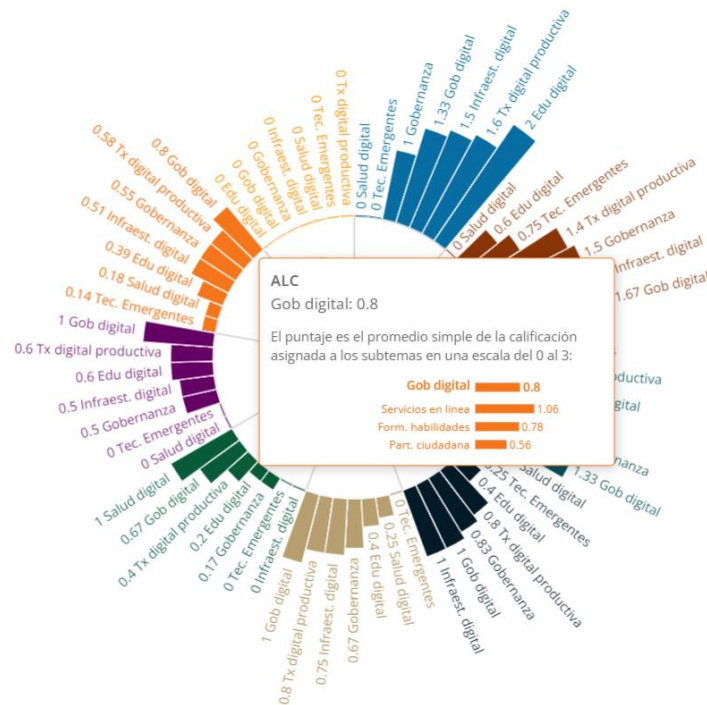 0 Salud digital
0 Tec. Emergentes
1 Gobernanza
1.33 Gob digital
1.5 Infraest. digital
1.6 Tx digital productiva
2 Edu digital
0 Salud digital
0.6 Edu digital
0.75 Tec. Emergentes
1.4 Tx digital productiva
1.5 Gobernanza
Infraest. digital
1.67 Gob digital
1.33 Gob digital
0.25 Tec. Emergentes
Salud digital
0.4 Edu digital
0.8 Tx digital productiva
0.83 Gobernanza
1 Gob digital
1 Infraest. digital
0 Tec. Emergentes
0.25 Salud digital
0.4 Edu digital
0.67 Gobernanza
0.75 Infraest. digital
0.8 Tx digital productiva
1 Gob digital
0 Infraest. digital
0 Tec. Emergentes
0.17 Gobernanza
0.2 Edu digital
0.4 Tx digital productiva
0.67 Gob digital
1 Salud digital
0 Salud digital
0 Tec. Emergentes
0.5 Gobernanza
0.5 Infraest. digital
0.6 Edu digital
0.6 Tx digital productiva
1 Gob digital
0.14 Tec. Emergentes
0.18 Salud digital
0.39 Edu digital
0.51 Infraest. digital
0.55 Gobernanza
0.58 Tx digital productiva
0.8 Gob digital
0 Edu digital
0 Gob digital
0 Gobernanza
0 Infraest. digital
0 Salud digital
0 Tec. Emergentes
0 Tx digital productiva
ALC
Gob digital: 0.8
El puntaje es el promedio simple de la calificación
asignada a los subtemas en una escala del 0 al 3:
Gob digital 0.8
Servicios en línea 1.06
Form. habilidades 0.78
Part. ciudadana 0.56